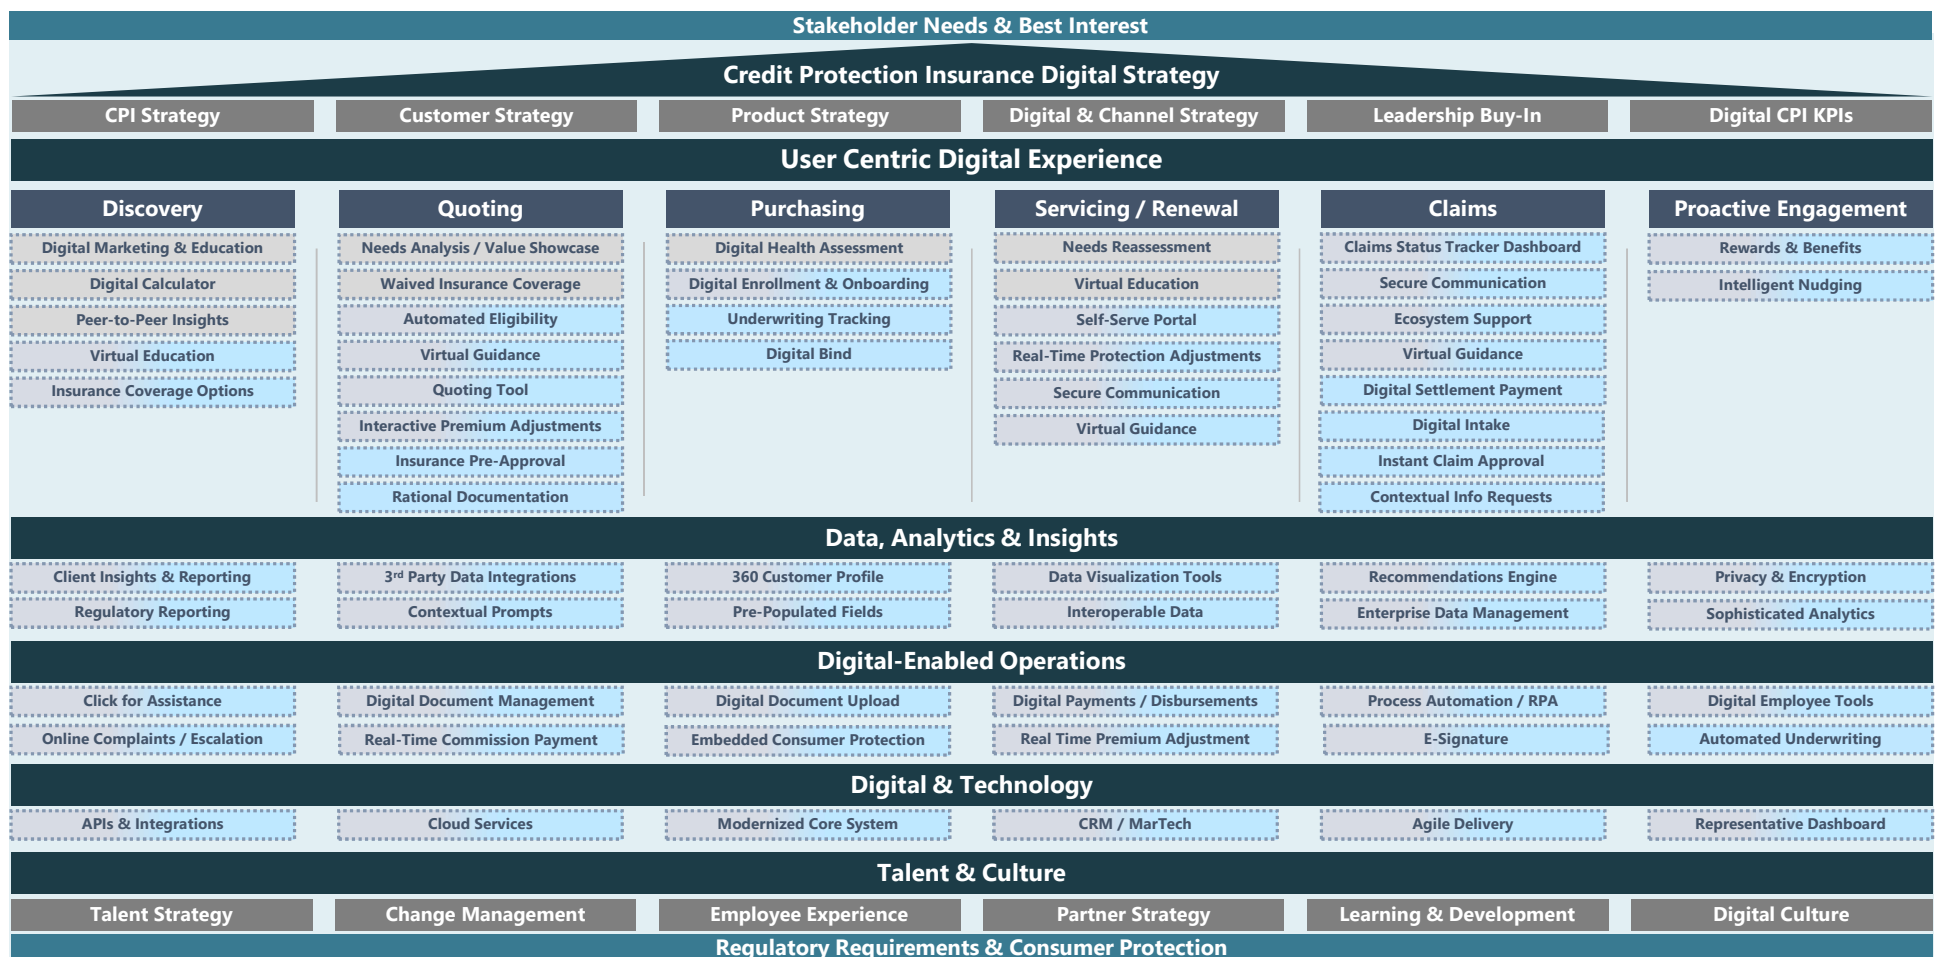 Stakeholder Needs & Best Interest
Credit Protection Insurance Digital Strategy
CPI Strategy
Customer Strategy
Product Strategy
Digital & Channel Strategy
Leadership Buy-In
Digital CPI KPIs
User Centric Digital Experience
Discovery
Digital Marketing & Education
Digital Calculator
Peer-to-Peer Insights
Virtual Education
Insurance Coverage Options
Quoting
Needs Analysis / Value Showcase
Waived Insurance Coverage
Automated Eligibility
Virtual Guidance
Quoting Tool
Interactive Premium Adjustments
Insurance Pre-Approval
Rational Documentation
Purchasing
Digital Health Assessment
Digital Enrollment & Onboarding
Underwriting Tracking
Digital Bind
Servicing / Renewal
Needs Reassessment
Virtual Education
Self-Serve Portal
Real-Time Protection Adjustments
Secure Communication
Virtual Guidance
Claims
Claims Status Tracker Dashboard
Secure Communication
Ecosystem Support
Virtual Guidance
Digital Settlement Payment
Digital Intake
Instant Claim Approval
Contextual Info Requests
Proactive Engagement
Rewards & Benefits
Intelligent Nudging
Data, Analytics & Insights
Client Insights & Reporting
3rd Party Data Integrations
360 Customer Profile
Data Visualization Tools
Recommendations Engine
Privacy & Encryption
Regulatory Reporting
Contextual Prompts
Pre-Populated Fields
Interoperable Data
Enterprise Data Management
Sophisticated Analytics
Digital-Enabled Operations
Click for Assistance
Digital Document Management
Digital Document Upload
Digital Payments / Disbursements
Process Automation / RPA
Digital Employee Tools
Online Complaints / Escalation
Real-Time Commission Payment
Embedded Consumer Protection
Real Time Premium Adjustment
E-Signature
Automated Underwriting
Digital & Technology
APIs & Integrations
Cloud Services
Modernized Core System
CRM / MarTech
Agile Delivery
Representative Dashboard
Talent & Culture
Talent Strategy
Change Management
Employee Experience
Partner Strategy
Learning & Development
Digital Culture
Regulatory Requirements & Consumer Protection